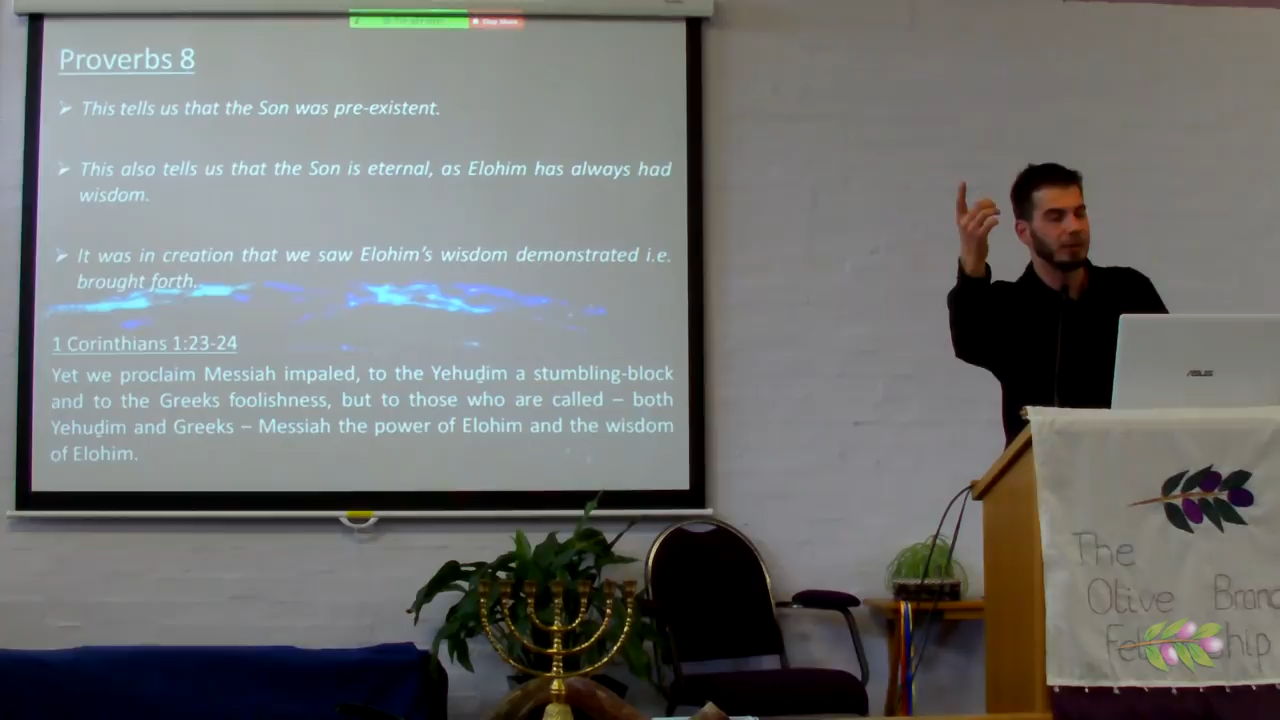 Stop Share
Proverbs 8
➢ This tells us that the Son was pre-existent.
➢ This also tells us that the Son is eternal, as Elohim has always had
wisdom.
➢ It was in creation that we saw Elohim's wisdom demonstrated i.e.
brought forth.
1 Corinthians 1:23-24
Yet we proclaim Messiah impaled, to the Yehuḏim a stumbling-block
and to the Greeks foolishness, but to those who are called – both
Yehuḏim and Greeks – Messiah the power of Elohim and the wisdom
of Elohim.
ASUS
The
Olive Branc